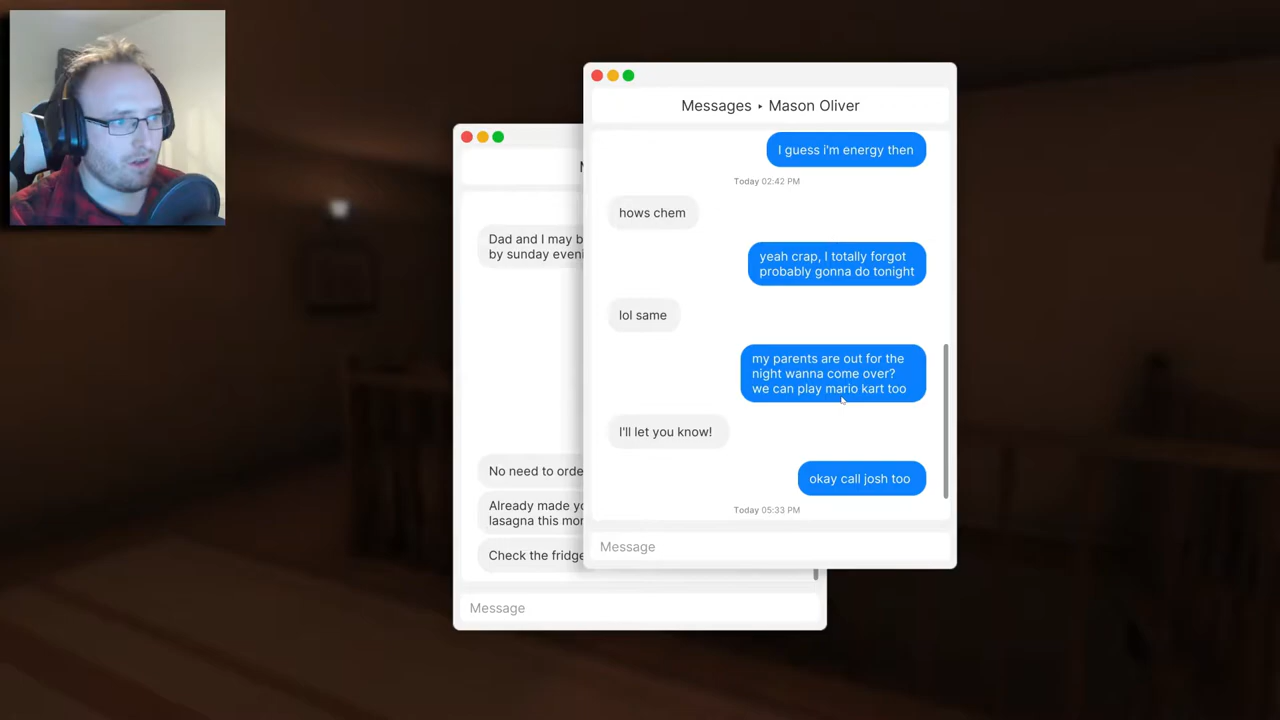 Messages ▸ Mason Oliver
I guess i'm energy then
Today 02:42 PM
hows chem
yeah crap, I totally forgot
probably gonna do tonight
lol same
my parents are out for the
night wanna come over?
we can play mario kart too
I'll let you know!
okay call josh too
Today 05:33 PM
Message
Dad and I may b
by sunday eveni
No need to orde
Already made yo
lasagna this mor
Check the fridge
Message